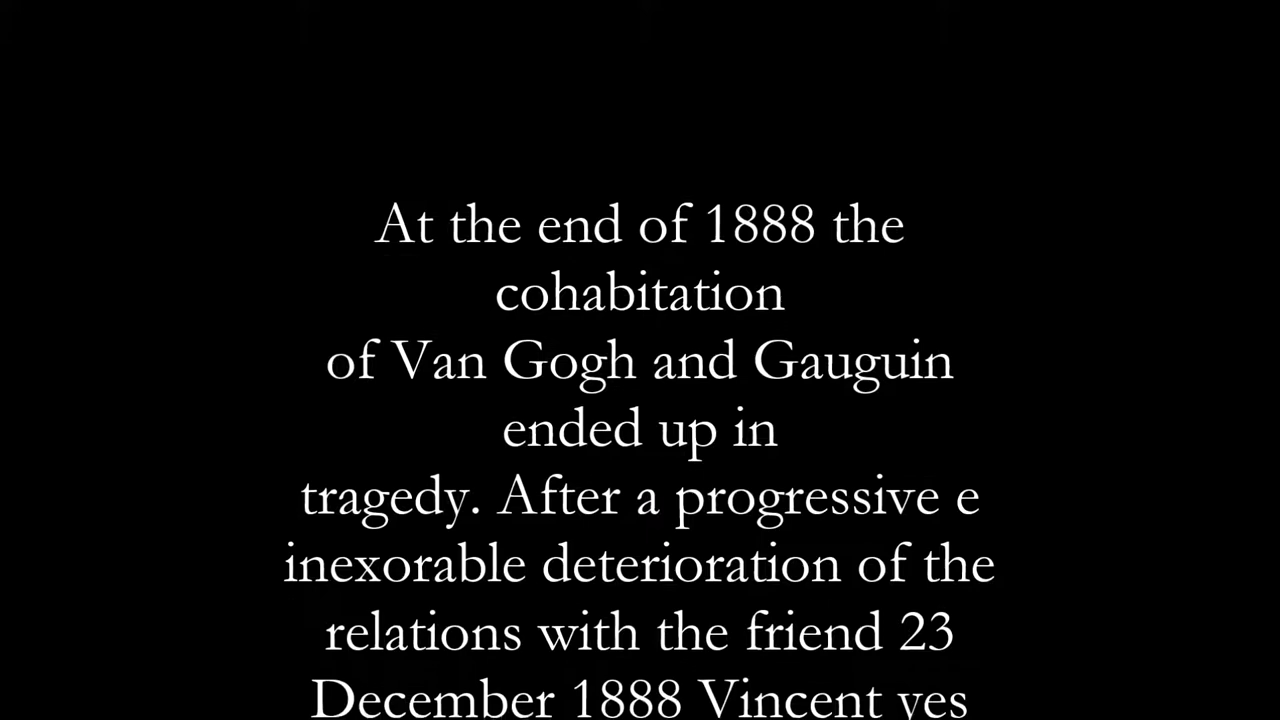 At the end of 1888 the
cohabitation
of Van Gogh and Gauguin
ended up in
tragedy. After a progressive e
inexorable deterioration of the
relations with the friend 23
December 1888 Vincent yes